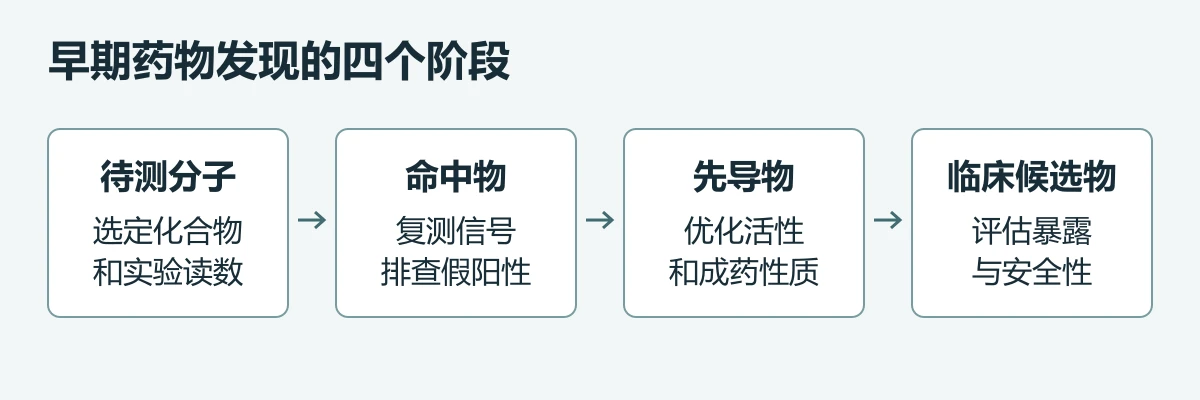 早期药物发现的四个阶段
待测分子
选定化合物
和实验读数
命中物
复测信号
排查假阳性
先导物
优化活性
和成药性质
临床候选物
评估暴露
与安全性